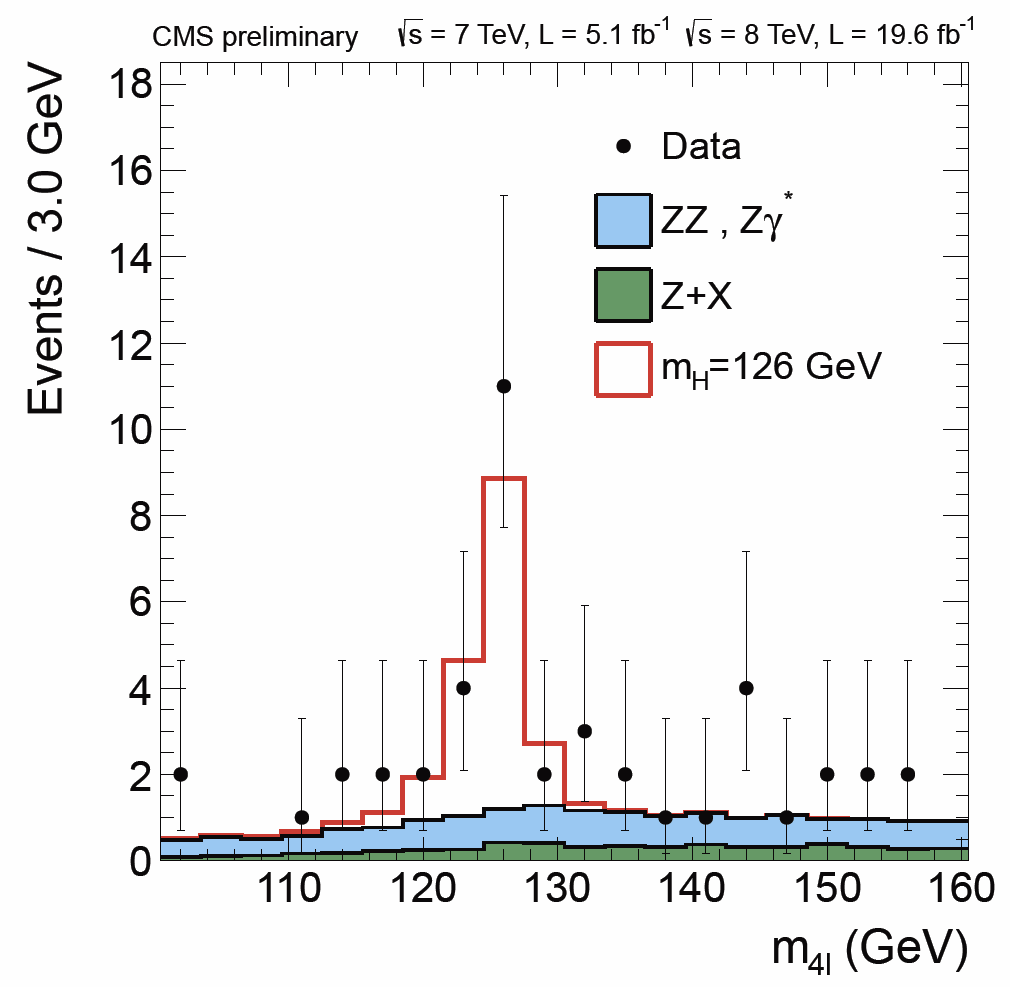 CMS preliminary √s = 7 TeV, L = 5.1 fb⁻¹ √s = 8 TeV, L = 19.6 fb⁻¹
Events / 3.0 GeV
18
16
14
12
10
8
6
4
2
0
Data
ZZ , Zγ*
Z+X
m_H=126 GeV
110 120 130 140 150 160
m_4l (GeV)